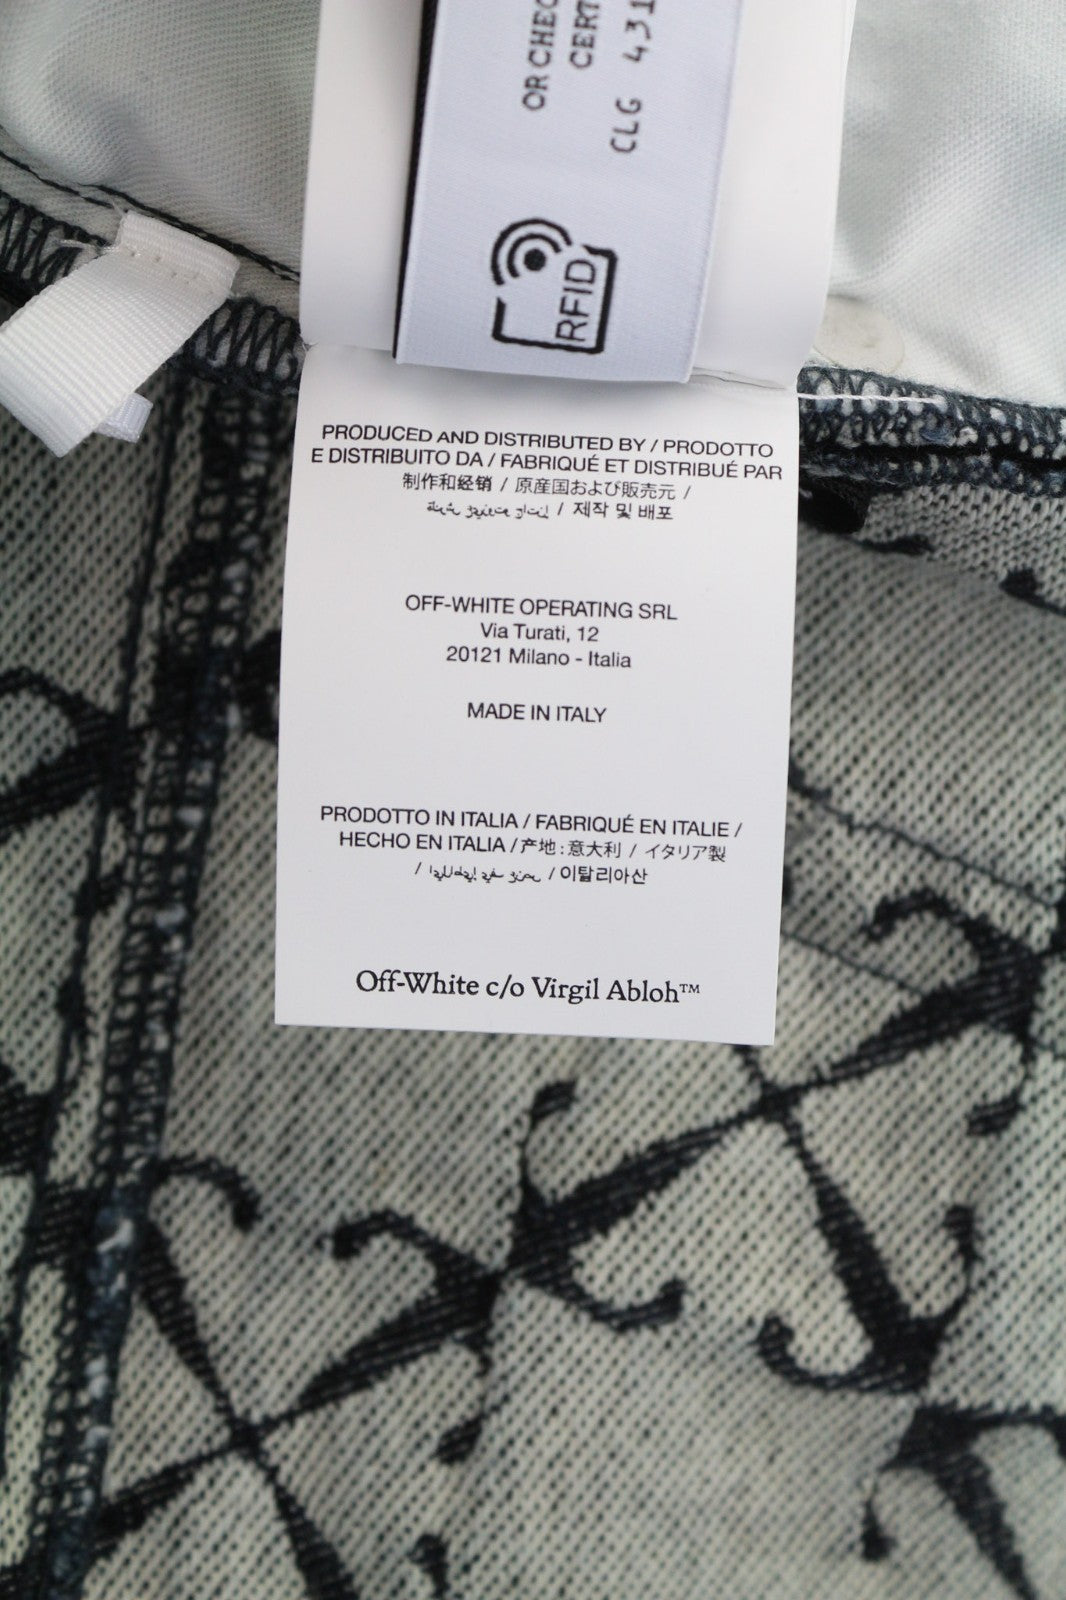 OR CHEC
CERT
CLG 431
RFID
PRODUCED AND DISTRIBUTED BY / PRODOTTO
E DISTRIBUITO DA / FABRIQUÉ ET DISTRIBUÉ PAR
制作和经销 / 原産国および販売元 /
/ 제작 및 배포
OFF-WHITE OPERATING SRL
Via Turati, 12
20121 Milano - Italia
MADE IN ITALY
PRODOTTO IN ITALIA / FABRIQUÉ EN ITALIE /
HECHO EN ITALIA / 产地: 意大利 / イタリア製
/ / 이탈리아산
Off-White c/o Virgil Abloh™